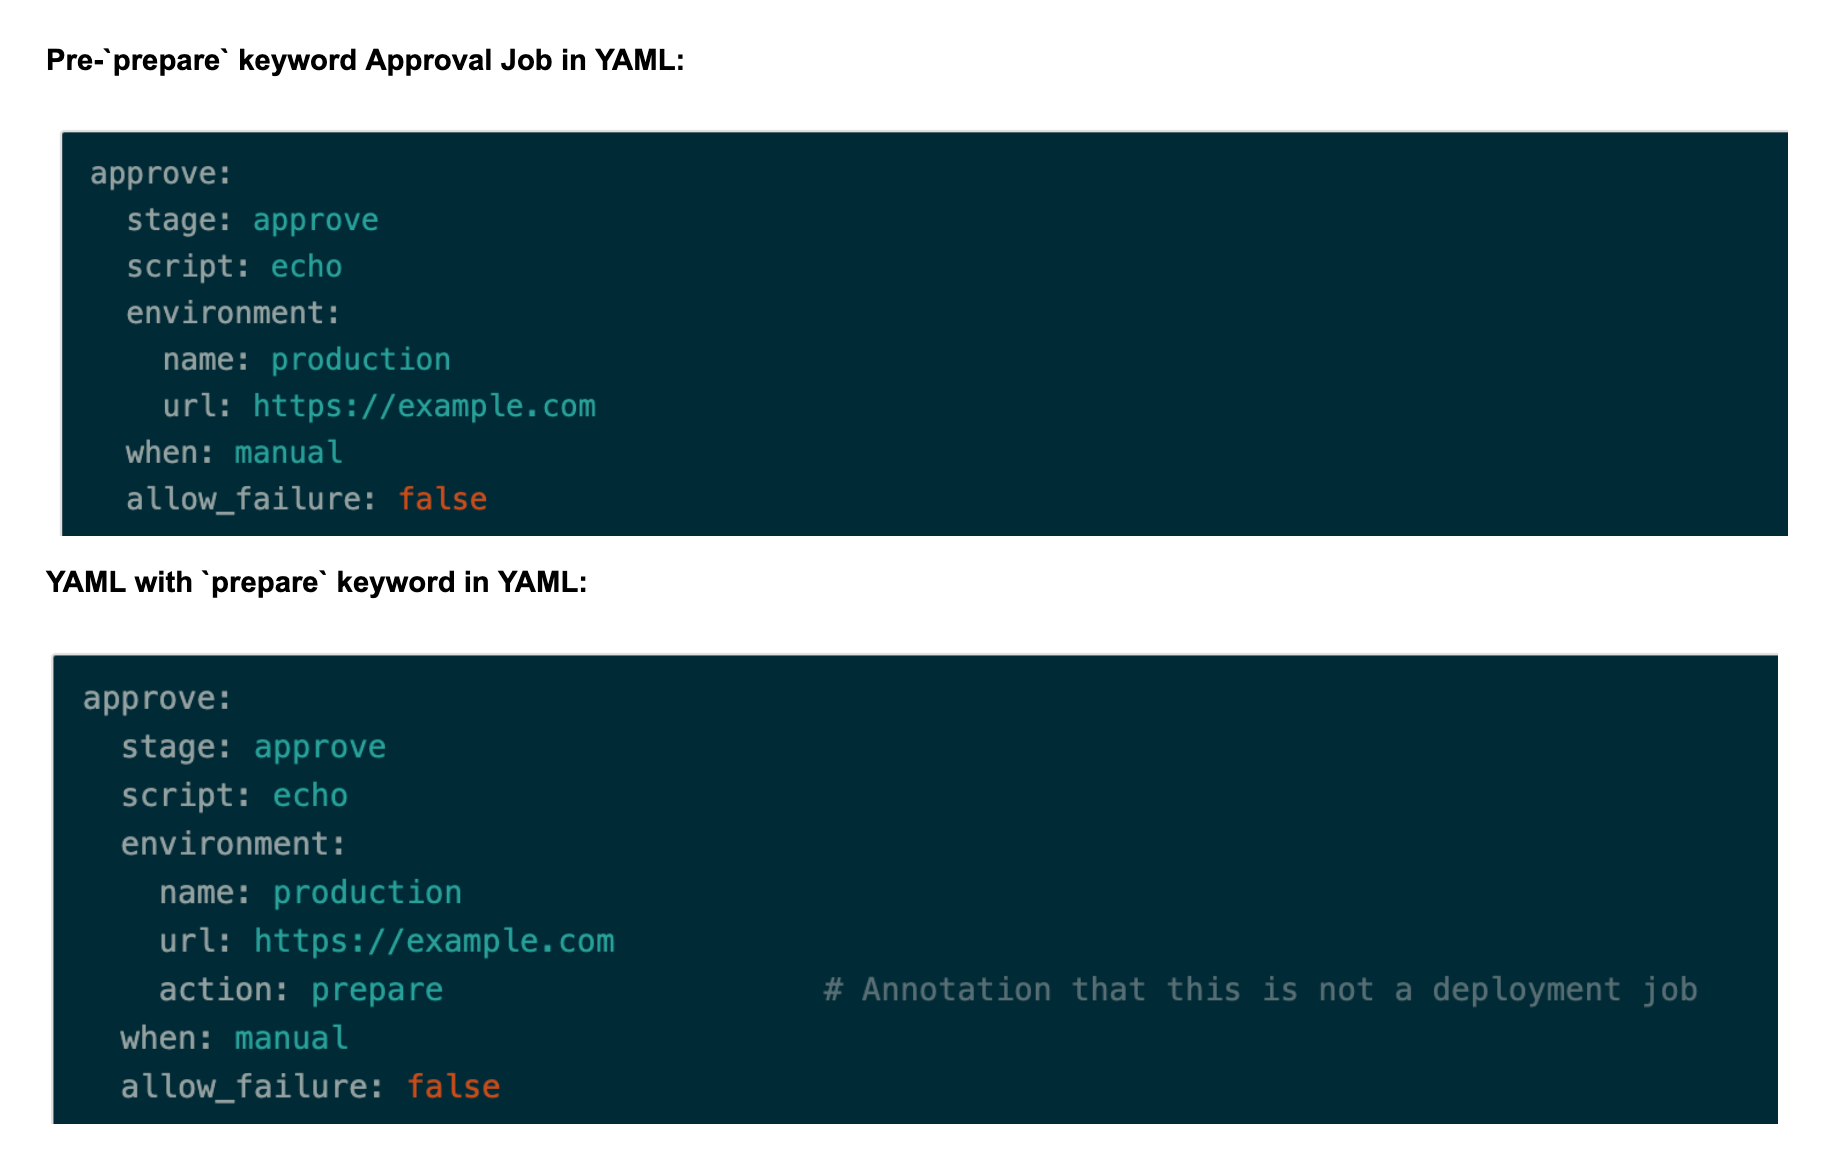 Pre-`prepare` keyword Approval Job in YAML:
approve:
  stage: approve
  script: echo
  environment:
    name: production
    url: https://example.com
  when: manual
  allow_failure: false
YAML with `prepare` keyword in YAML:
approve:
  stage: approve
  script: echo
  environment:
    name: production
    url: https://example.com
    action: prepare                    # Annotation that this is not a deployment job
  when: manual
  allow_failure: false